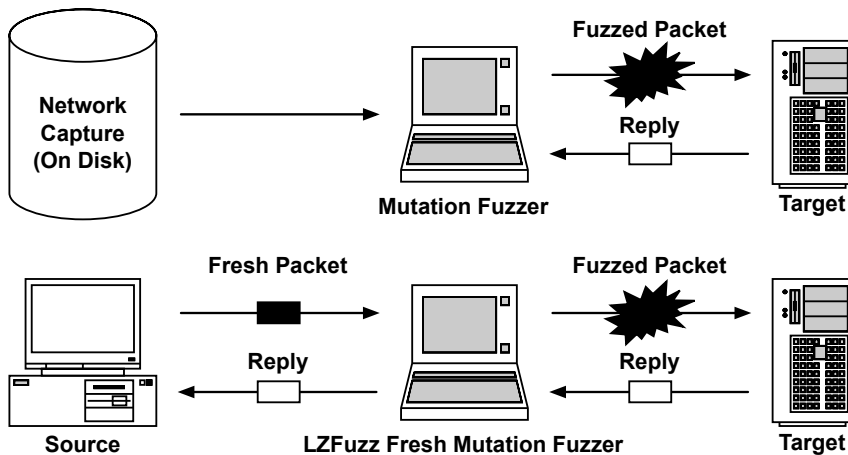 Fuzzed Packet
Network
Capture
(On Disk)
Reply
Mutation Fuzzer
Target
Fresh Packet
Fuzzed Packet
Reply
Reply
Source
LZFuzz Fresh Mutation Fuzzer
Target